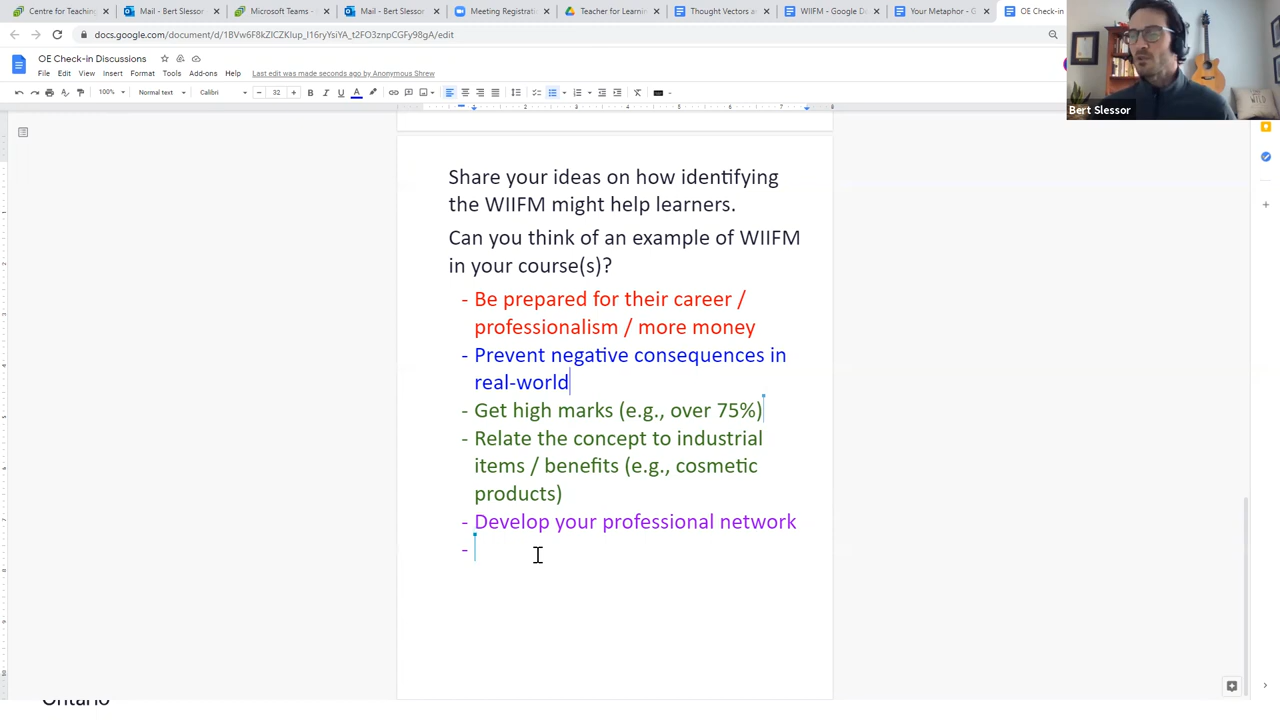 Centre for Teaching
Mail - Bert Slessor
Microsoft Teams -
Mail - Bert Slessor
Meeting Registrati
Teacher for Learnin
Thought Vectors a
WIIFM - Google D
Your Metaphor - G
OE Check-in
docs.google.com/document/d/
OE Check-in Discussions
File Edit View Insert Format Tools Add-ons Help Last edit was made seconds ago by Anonymous Shrew
100% Normal text Calibri 32 B I U A
Bert Slessor
Share your ideas on how identifying
the WIIFM might help learners.
Can you think of an example of WIIFM
in your course(s)?
- Be prepared for their career /
professionalism / more money
- Prevent negative consequences in
real-world
- Get high marks (e.g., over 75%)
- Relate the concept to industrial
items / benefits (e.g., cosmetic
products)
- Develop your professional network
-
Ontario